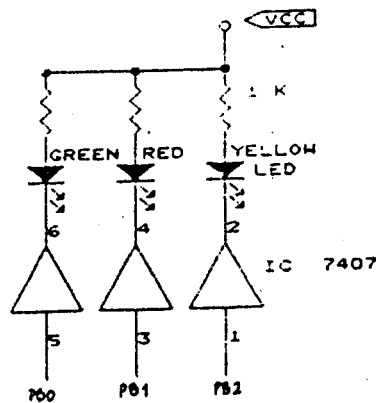 VCC
1 K
GREEN RED YELLOW
LED
6 4 2
IC 7407
5 3 1
PB0 PB1 PB2